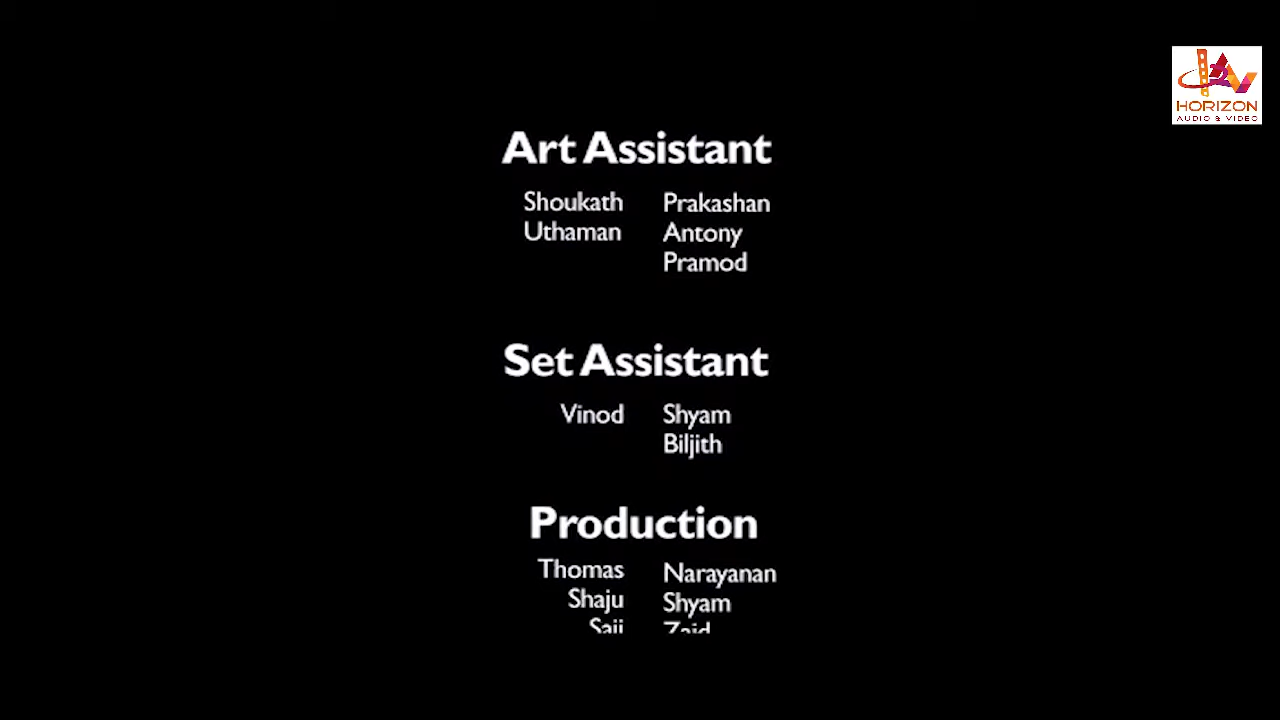 HORIZON
AUDIO & VIDEO
Art Assistant
Shoukath Prakashan
Uthaman Antony
Pramod
Set Assistant
Vinod Shyam
Biljith
Production
Thomas Narayanan
Shaju Shyam